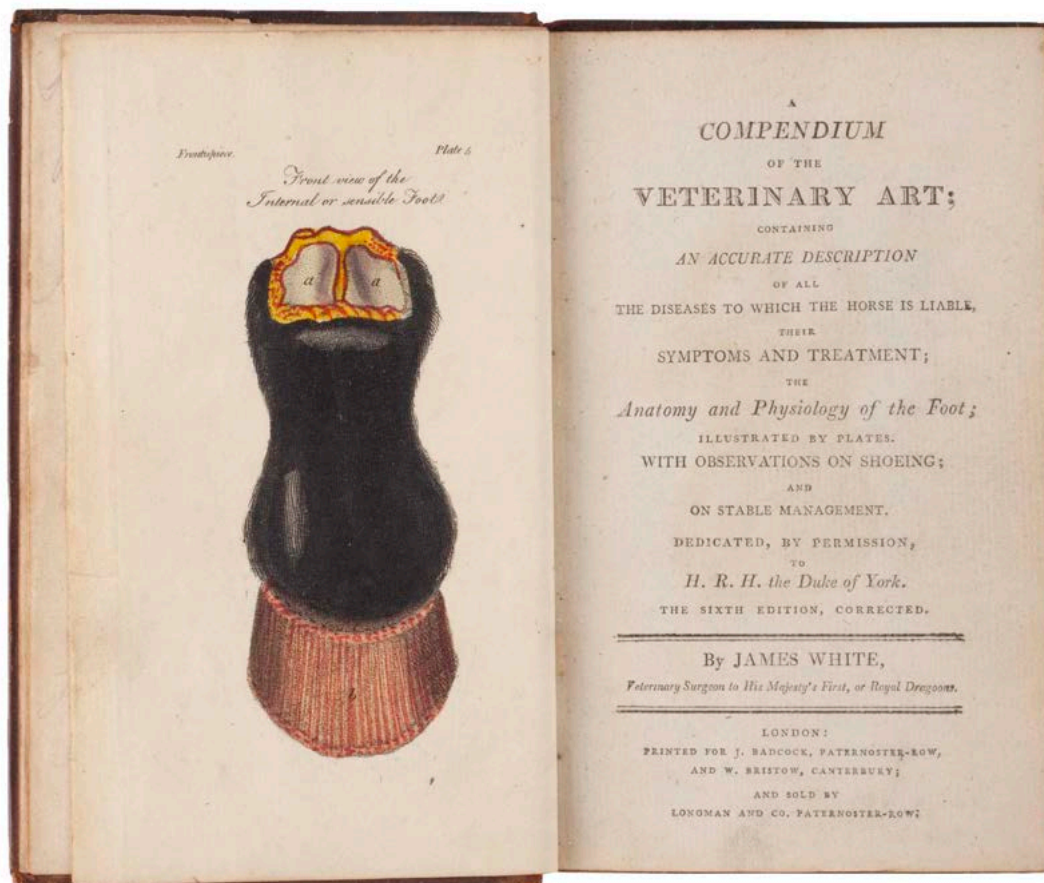 Frontispiece.
Plate 5
Front view of the
Internal or sensible Foot.
a
a
b
A
COMPENDIUM
OF THE
VETERINARY ART;
CONTAINING
AN ACCURATE DESCRIPTION
OF ALL
THE DISEASES TO WHICH THE HORSE IS LIABLE,
THEIR
SYMPTOMS AND TREATMENT;
THE
Anatomy and Physiology of the Foot;
ILLUSTRATED BY PLATES.
WITH OBSERVATIONS ON SHOEING;
AND
ON STABLE MANAGEMENT.
DEDICATED, BY PERMISSION,
TO
H. R. H. the Duke of York.
THE SIXTH EDITION, CORRECTED.
By JAMES WHITE,
Veterinary Surgeon to His Majesty's First, or Royal Dragoons.
LONDON:
PRINTED FOR J. BADCOCK, PATERNOSTER-ROW,
AND W. BRISTOW, CANTERBURY;
AND SOLD BY
LONGMAN AND CO. PATERNOSTER-ROW.